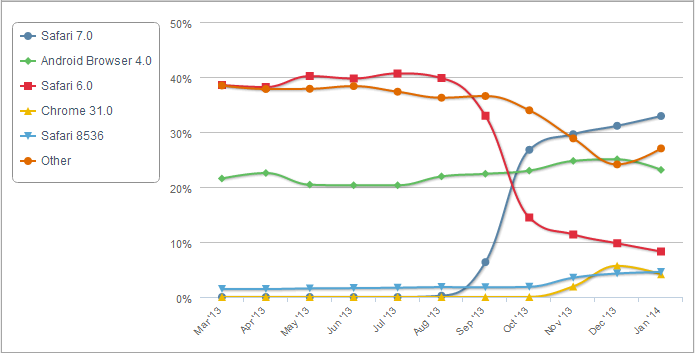 Safari 7.0
Android Browser 4.0
Safari 6.0
Chrome 31.0
Safari 8536
Other
50%
40%
30%
20%
10%
0%
Mar '13
Apr '13
May '13
Jun '13
Jul '13
Aug '13
Sep '13
Oct '13
Nov '13
Dec '13
Jan '14